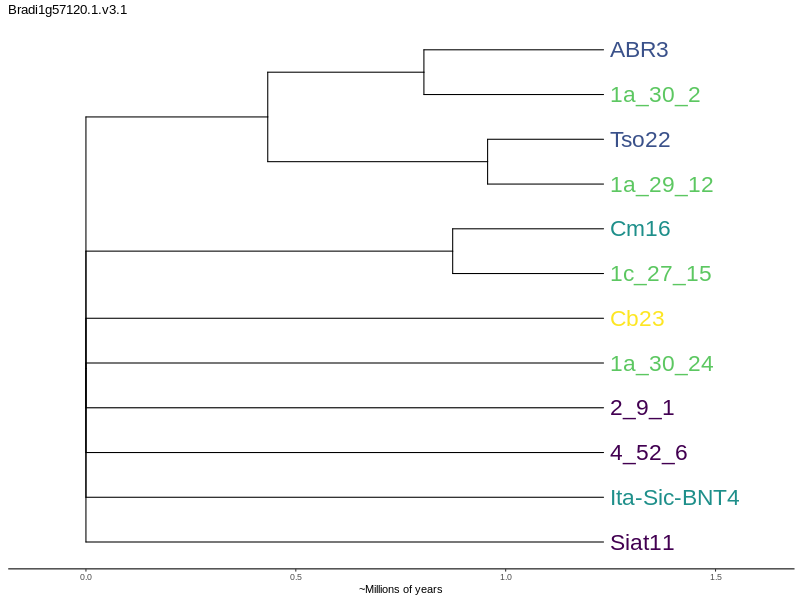 Bradi1g57120.1.v3.1
ABR3
1a_30_2
Tso22
1a_29_12
Cm16
1c_27_15
Cb23
1a_30_24
2_9_1
4_52_6
Ita-Sic-BNT4
Siat11
0.0 0.5 1.0 1.5
~Millions of years